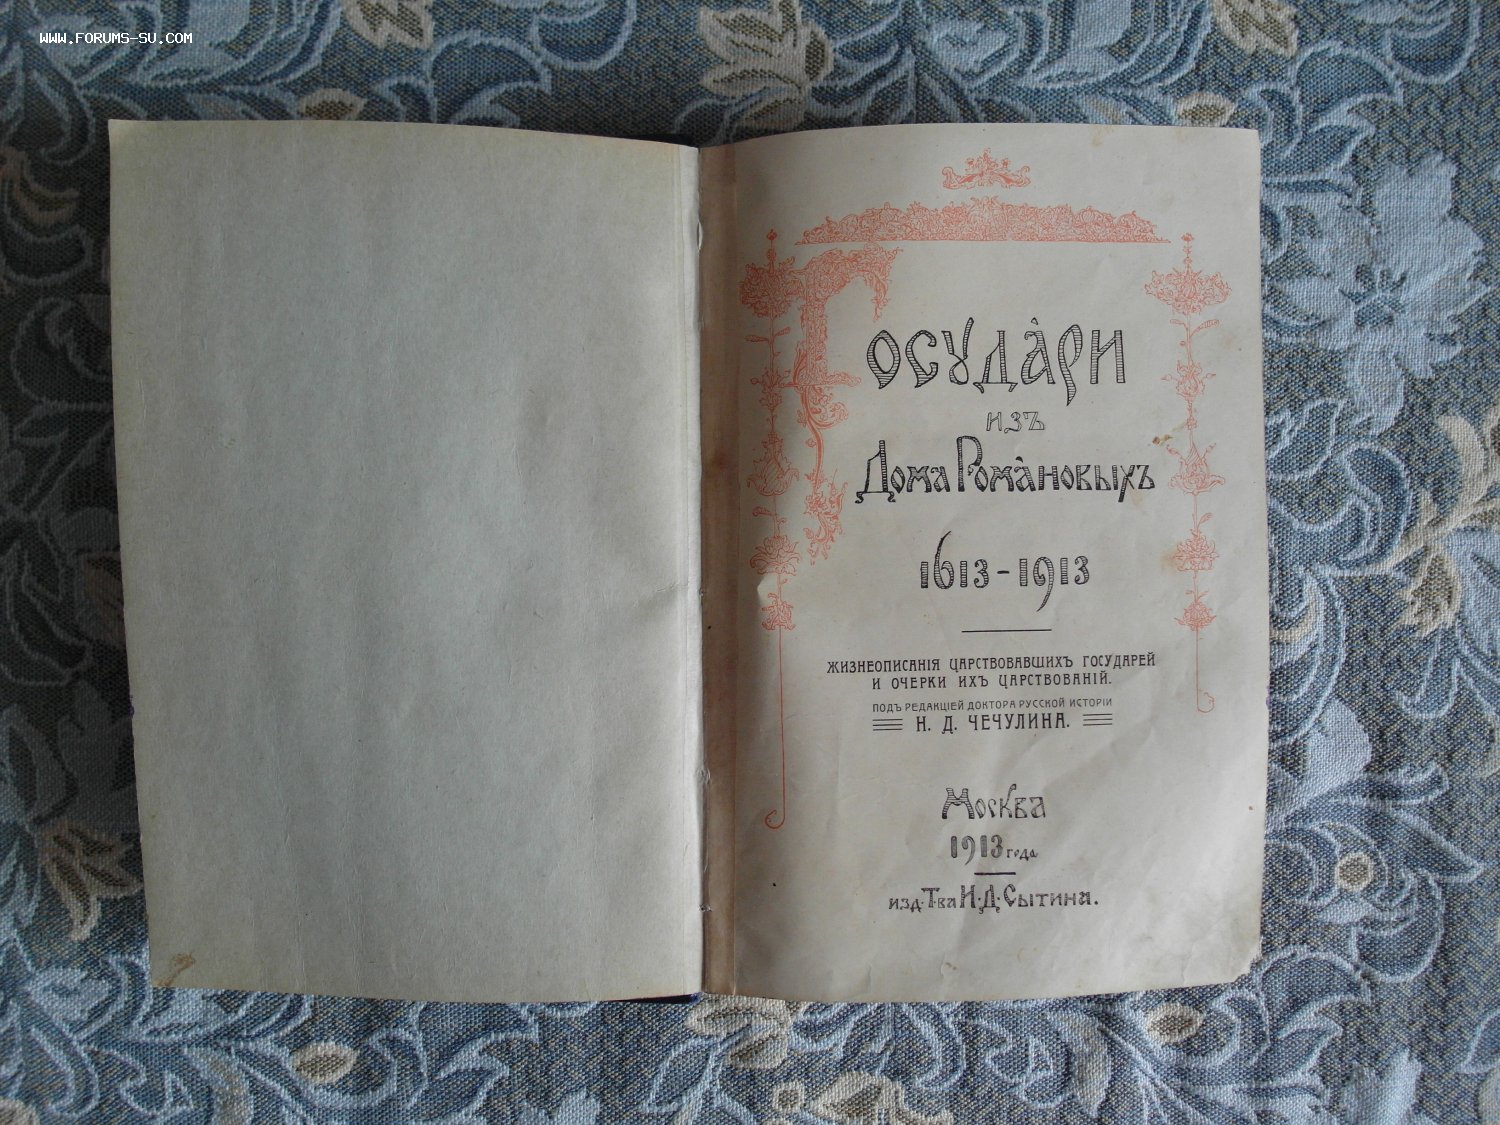 WWW.FORUMS-SU.COM
Государи
изъ
Дома Романовыхъ
1613-1913
ЖИЗНЕОПИСАНІЯ ЦАРСТВОВАВШИХЪ ГОСУДАРЕЙ
И ОЧЕРКИ ИХЪ ЦАРСТВОВАНІЙ.
ПОДЪ РЕДАКЦІЕЙ ДОКТОРА РУССКОЙ ИСТОРІИ
Н. Д. ЧЕЧУЛИНА.
Москва
1913 года
изд. Т-ва И. Д. Сытина.